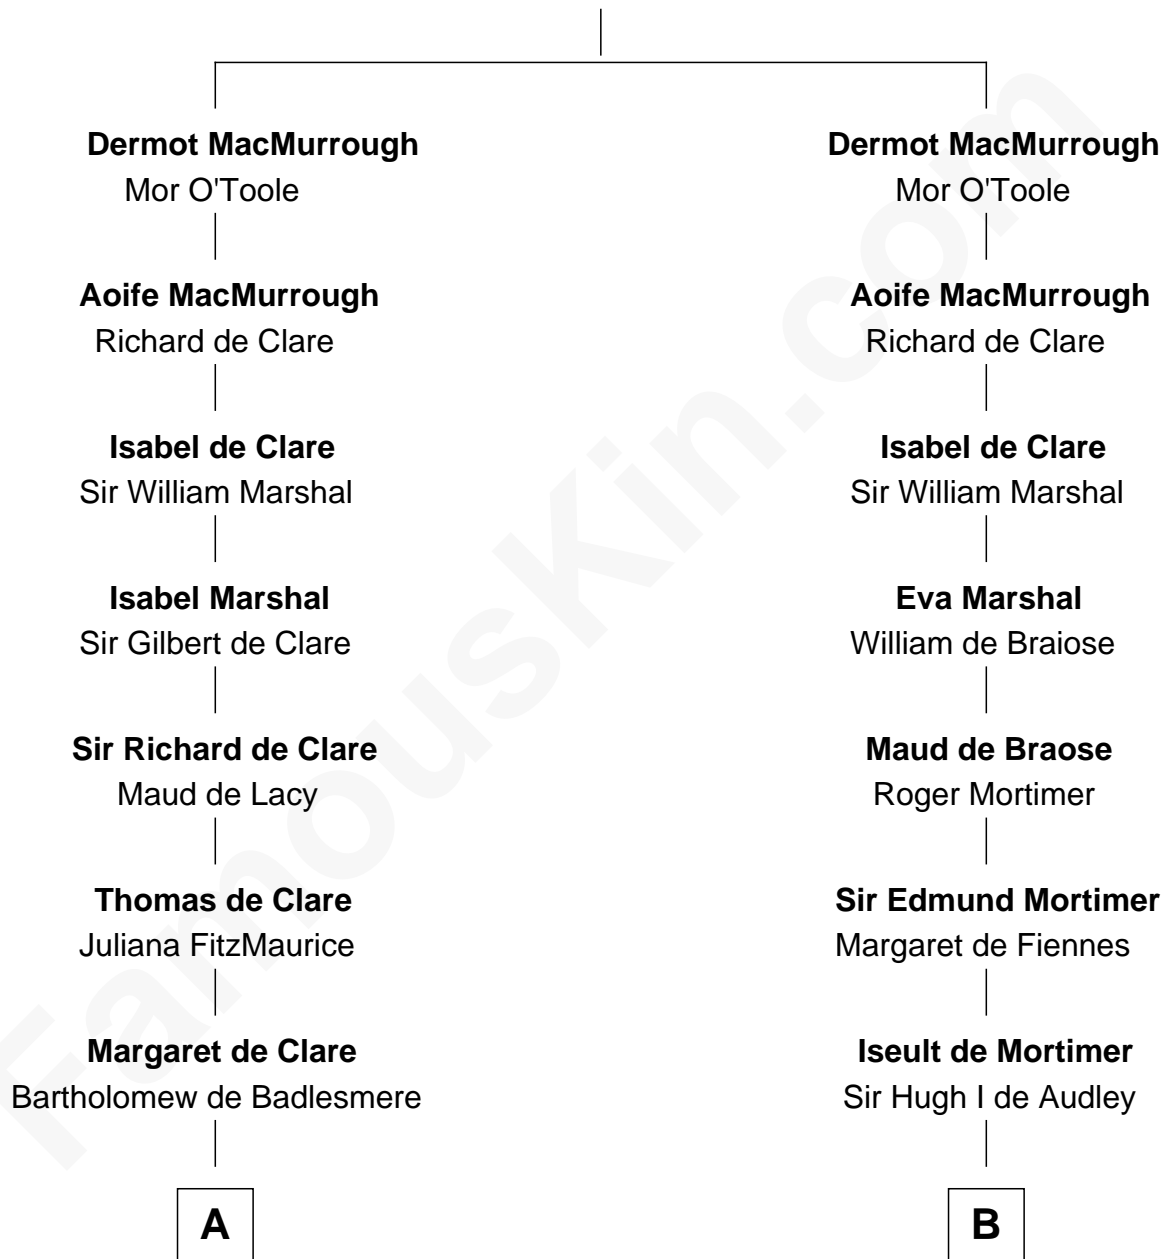 Dermot MacMurrough
Mor O'Toole
Aoife MacMurrough
Richard de Clare
Isabel de Clare
Sir William Marshal
Isabel Marshal
Sir Gilbert de Clare
Sir Richard de Clare
Maud de Lacy
Thomas de Clare
Juliana FitzMaurice
Margaret de Clare
Bartholomew de Badlesmere
A
Dermot MacMurrough
Mor O'Toole
Aoife MacMurrough
Richard de Clare
Isabel de Clare
Sir William Marshal
Eva Marshal
William de Braiose
Maud de Braose
Roger Mortimer
Sir Edmund Mortimer
Margaret de Fiennes
Iseult de Mortimer
Sir Hugh I de Audley
B
FamousKin.com